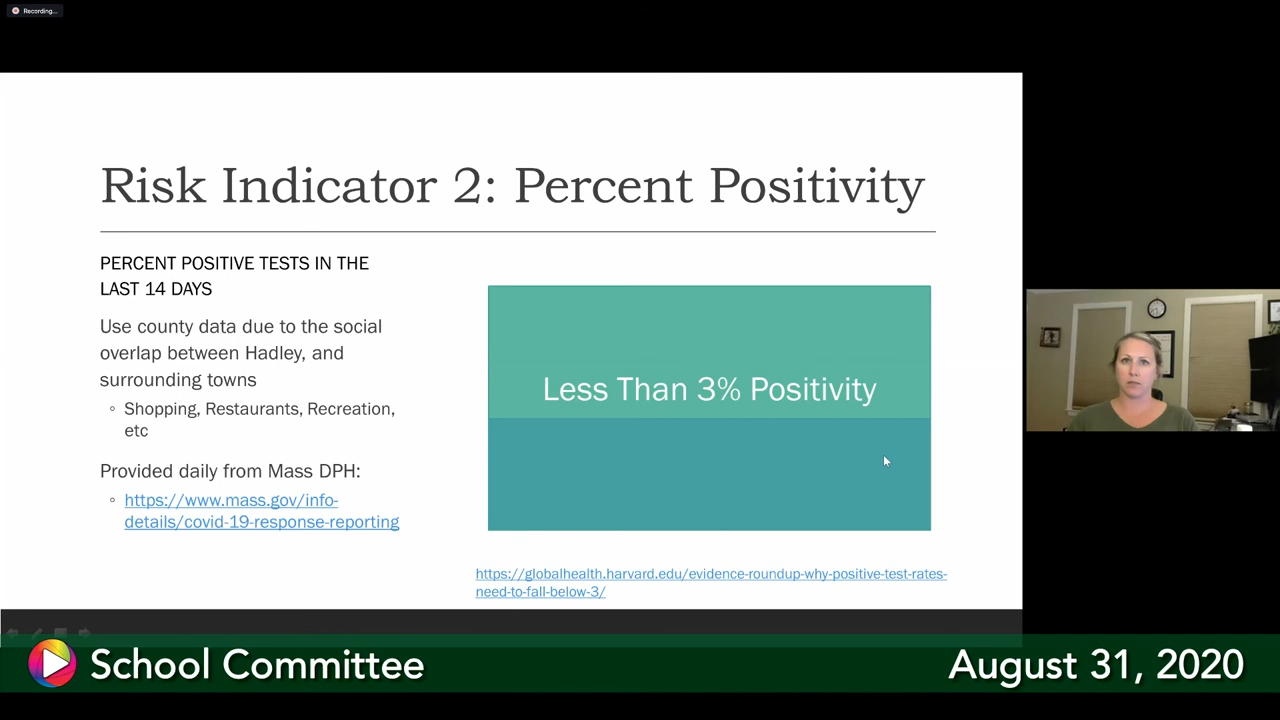 Recording...
Risk Indicator 2: Percent Positivity
PERCENT POSITIVE TESTS IN THE
LAST 14 DAYS
Use county data due to the social
overlap between Hadley, and
surrounding towns
◦ Shopping, Restaurants, Recreation,
etc
Provided daily from Mass DPH:
◦ https://www.mass.gov/info-
details/covid-19-response-reporting
Less Than 3% Positivity
https://globalhealth.harvard.edu/evidence-roundup-why-positive-test-rates-
need-to-fall-below-3/
School Committee
August 31, 2020